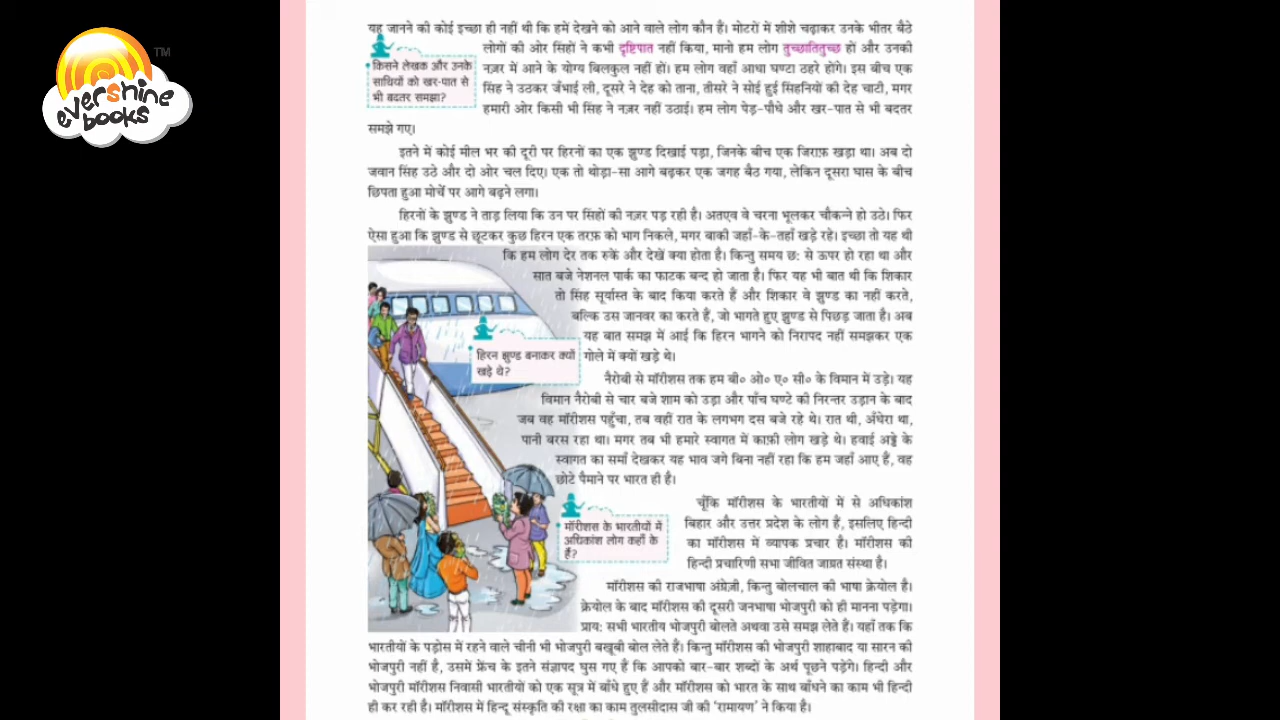 evershine
books
TM
यह जानने की कोई इच्छा ही नहीं थी कि हमें देखने को आने वाले लोग कौन हैं। मोटरों में शीशे चढ़ाकर उनके भीतर बैठे
लोगों की ओर सिंहों ने कभी दृष्टिपात नहीं किया, मानो हम लोग तुच्छातितुच्छ हों और उनकी
नज़र में आने के योग्य बिलकुल नहीं हों। हम लोग वहाँ आधा घण्टा ठहरे होंगे। इस बीच एक
सिंह ने उठकर जँभाई ली, दूसरे ने देह को ताना, तीसरे ने सोई हुई सिंहनियों की देह चाटी, मगर
हमारी ओर किसी भी सिंह ने नज़र नहीं उठाई। हम लोग पेड़-पौधे और खर-पात से भी बदतर
समझे गए।
किसने लेखक और उनके
साथियों को खर-पात से
भी बदतर समझा?
इतने में कोई मील भर की दूरी पर हिरनों का एक झुण्ड दिखाई पड़ा, जिनके बीच एक जिराफ़ खड़ा था। अब दो
जवान सिंह उठे और दो ओर चल दिए। एक तो थोड़ा-सा आगे बढ़कर एक जगह बैठ गया, लेकिन दूसरा घास के बीच
छिपता हुआ मोर्चे पर आगे बढ़ने लगा।
हिरनों के झुण्ड ने ताड़ लिया कि उन पर सिंहों की नज़र पड़ रही है। अतएव वे चरना भूलकर चौकन्ने हो उठे। फिर
ऐसा हुआ कि झुण्ड से छूटकर कुछ हिरन एक तरफ़ को भाग निकले, मगर बाकी जहाँ-के-तहाँ खड़े रहे। इच्छा तो यह थी
कि हम लोग देर तक रुकें और देखें क्या होता है। किन्तु समय छः से ऊपर हो रहा था और
सात बजे नेशनल पार्क का फाटक बन्द हो जाता है। फिर यह भी बात थी कि शिकार
तो सिंह सूर्यास्त के बाद किया करते हैं और शिकार वे झुण्ड का नहीं करते,
बल्कि उस जानवर का करते हैं, जो भागते हुए झुण्ड से पिछड़ जाता है। अब
यह बात समझ में आई कि हिरन भागने को निरापद नहीं समझकर एक
गोले में क्यों खड़े थे।
हिरन झुण्ड बनाकर क्यों
खड़े थे?
नैरोबी से मॉरीशस तक हम बी० ओ० ए० सी० के विमान में उड़े। यह
विमान नैरोबी से चार बजे शाम को उड़ा और पाँच घण्टे की निरन्तर उड़ान के बाद
जब वह मॉरीशस पहुँचा, तब वहाँ रात के लगभग दस बजे रहे थे। रात थी, अँधेरा था,
पानी बरस रहा था। मगर तब भी हमारे स्वागत में काफ़ी लोग खड़े थे। हवाई अड्डे के
स्वागत का समाँ देखकर यह भाव जगे बिना नहीं रहा कि हम जहाँ आए हैं, वह
छोटे पैमाने पर भारत ही है।
चूँकि मॉरीशस के भारतीयों में से अधिकांश
बिहार और उत्तर प्रदेश के लोग हैं, इसलिए हिन्दी
का मॉरीशस में व्यापक प्रचार है। मॉरीशस की
हिन्दी प्रचारिणी सभा जीवित जाग्रत संस्था है।
मॉरीशस के भारतीयों में
अधिकांश लोग कहाँ के
हैं?
मॉरीशस की राजभाषा अंग्रेज़ी, किन्तु बोलचाल की भाषा क्रेयोल है।
क्रेयोल के बाद मॉरीशस की दूसरी जनभाषा भोजपुरी को ही मानना पड़ेगा।
प्रायः सभी भारतीय भोजपुरी बोलते अथवा उसे समझ लेते हैं। यहाँ तक कि
भारतीयों के पड़ोस में रहने वाले चीनी भी भोजपुरी बखूबी बोल लेते हैं। किन्तु मॉरीशस की भोजपुरी शाहाबाद या सारन की
भोजपुरी नहीं है, उसमें फ्रेंच के इतने संज्ञापद घुस गए हैं कि आपको बार-बार शब्दों के अर्थ पूछने पड़ेंगे। हिन्दी और
भोजपुरी मॉरीशस निवासी भारतीयों को एक सूत्र में बाँधे हुए हैं और मॉरीशस को भारत के साथ बाँधने का काम भी हिन्दी
ही कर रही है। मॉरीशस में हिन्दू संस्कृति की रक्षा का काम तुलसीदास जी की 'रामायण' ने किया है।